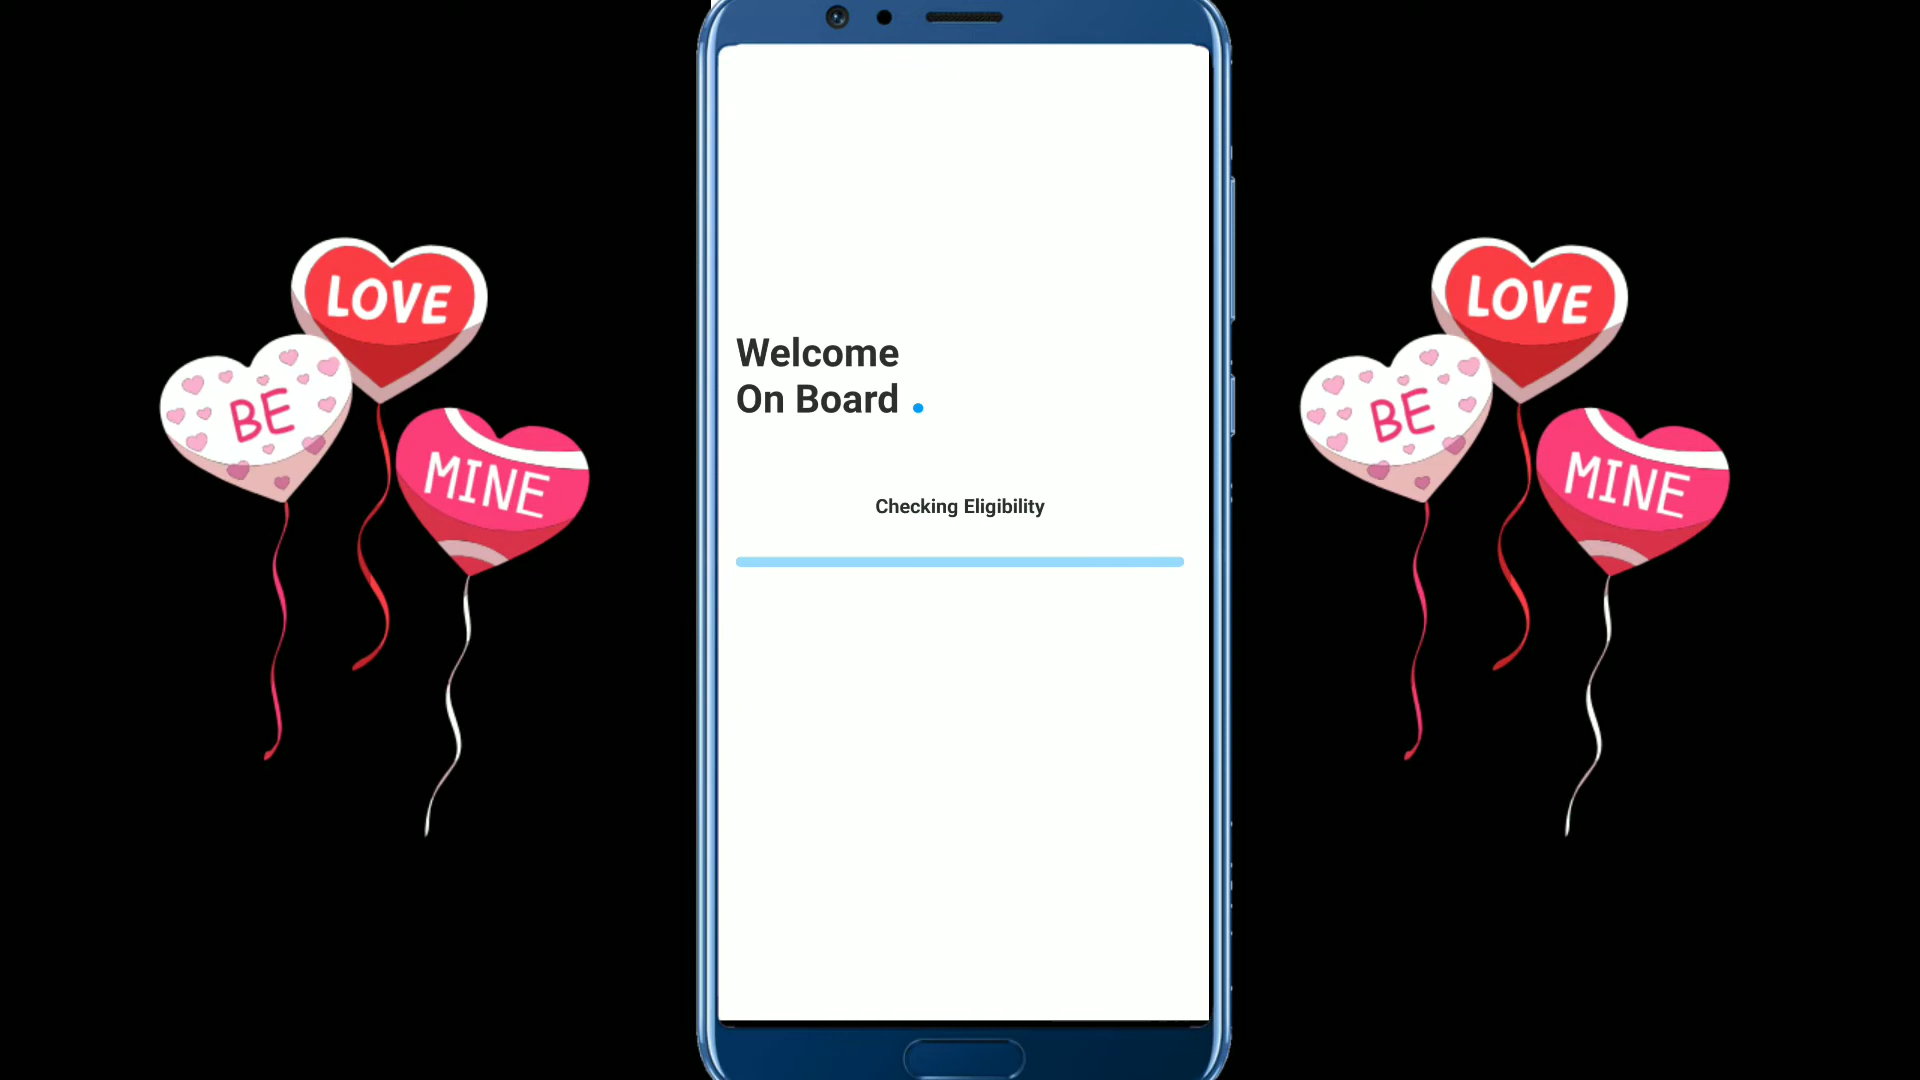 LOVE
BE
MINE
Welcome
On Board
Checking Eligibility
LOVE
BE
MINE